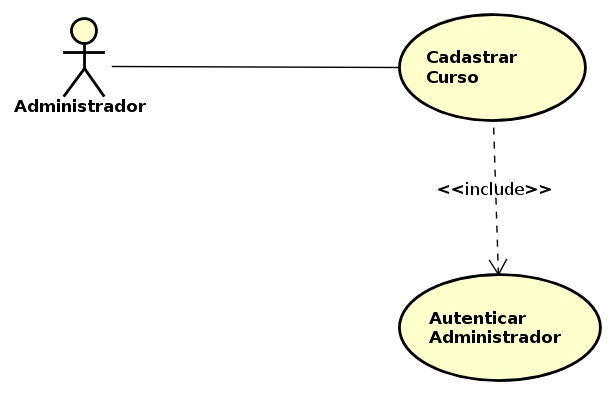 Cadastrar
Curso
Administrador
<<include>>
Autenticar
Administrador